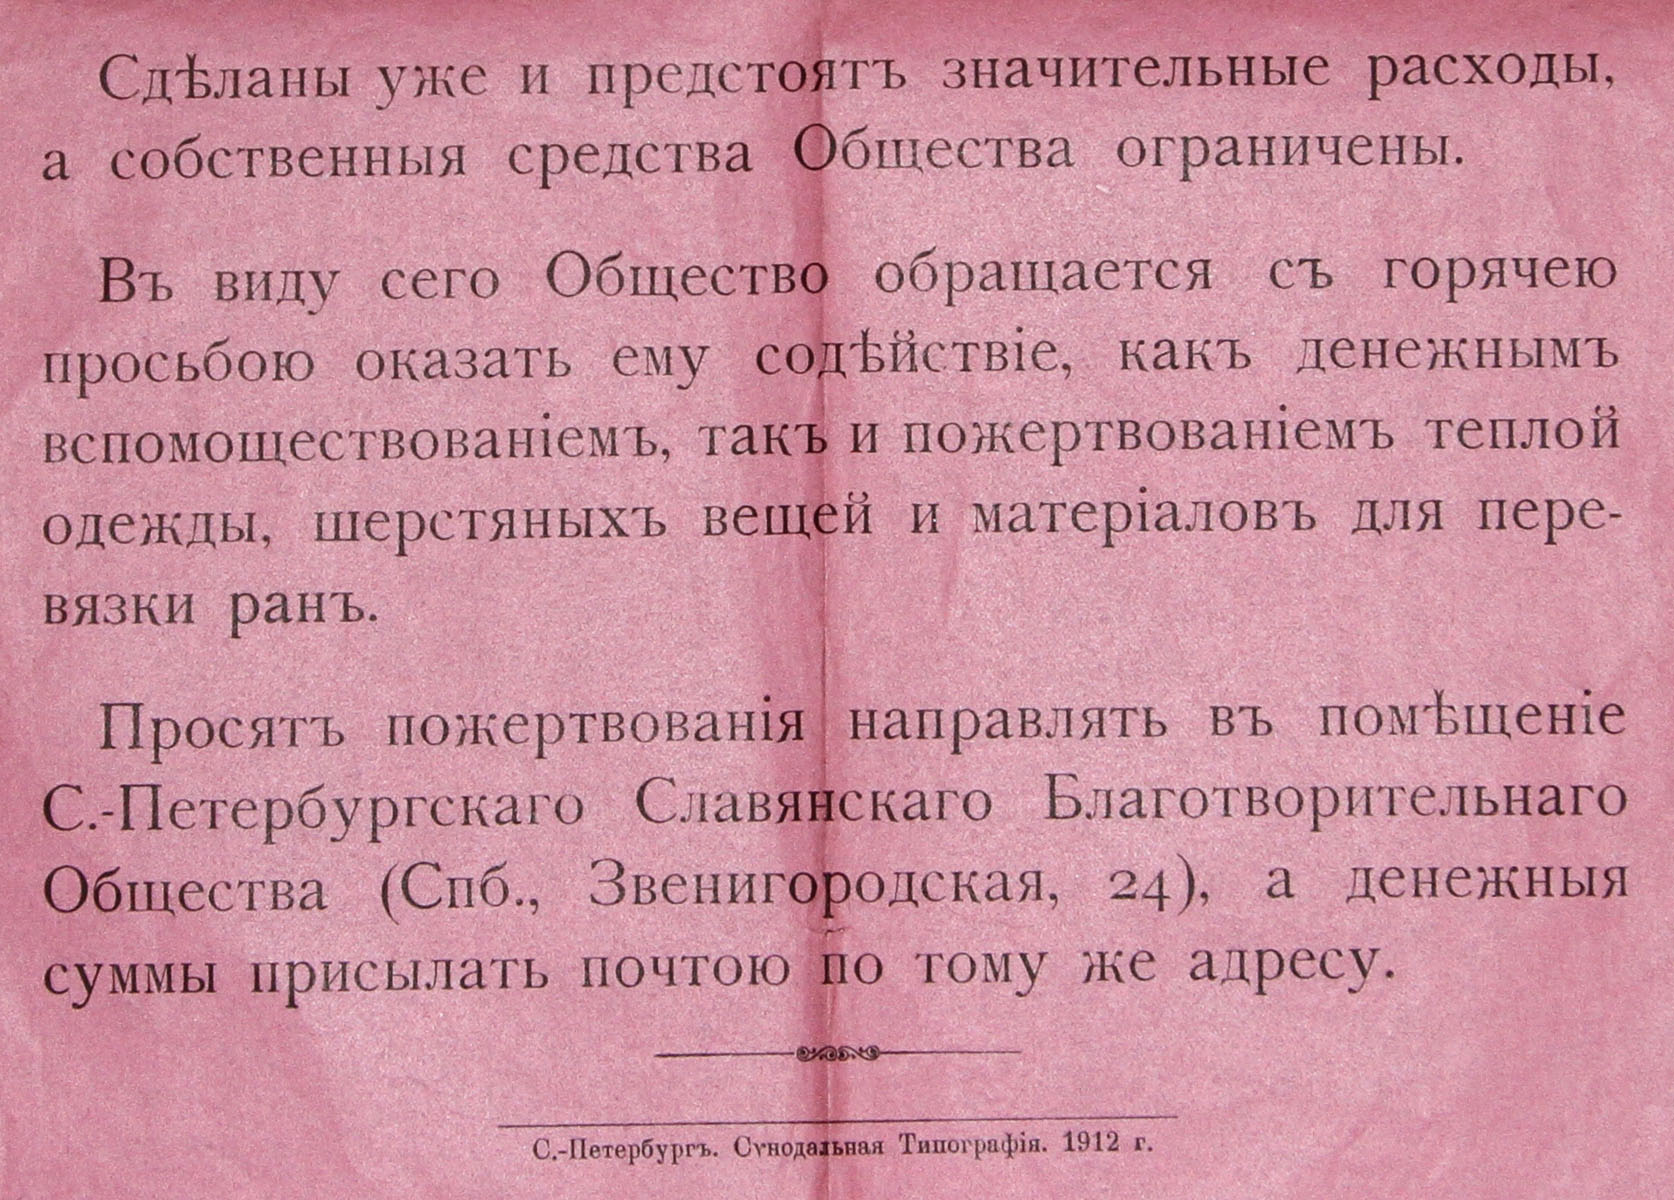 Сдѣланы уже и предстоятъ значительные расходы,
а собственныя средства Общества ограничены.
Въ виду сего Общество обращается съ горячею
просьбою оказать ему содѣйствіе, какъ денежнымъ
вспомоществованіемъ, такъ и пожертвованіемъ теплой
одежды, шерстяныхъ вещей и матеріаловъ для пере-
вязки ранъ.
Просятъ пожертвованія направлять въ помѣщеніе
С.-Петербургскаго Славянскаго Благотворительнаго
Общества (Спб., Звенигородская, 24), а денежныя
суммы присылать почтою по тому же адресу.
С.-Петербургъ. Сѵнодальная Типографія. 1912 г.